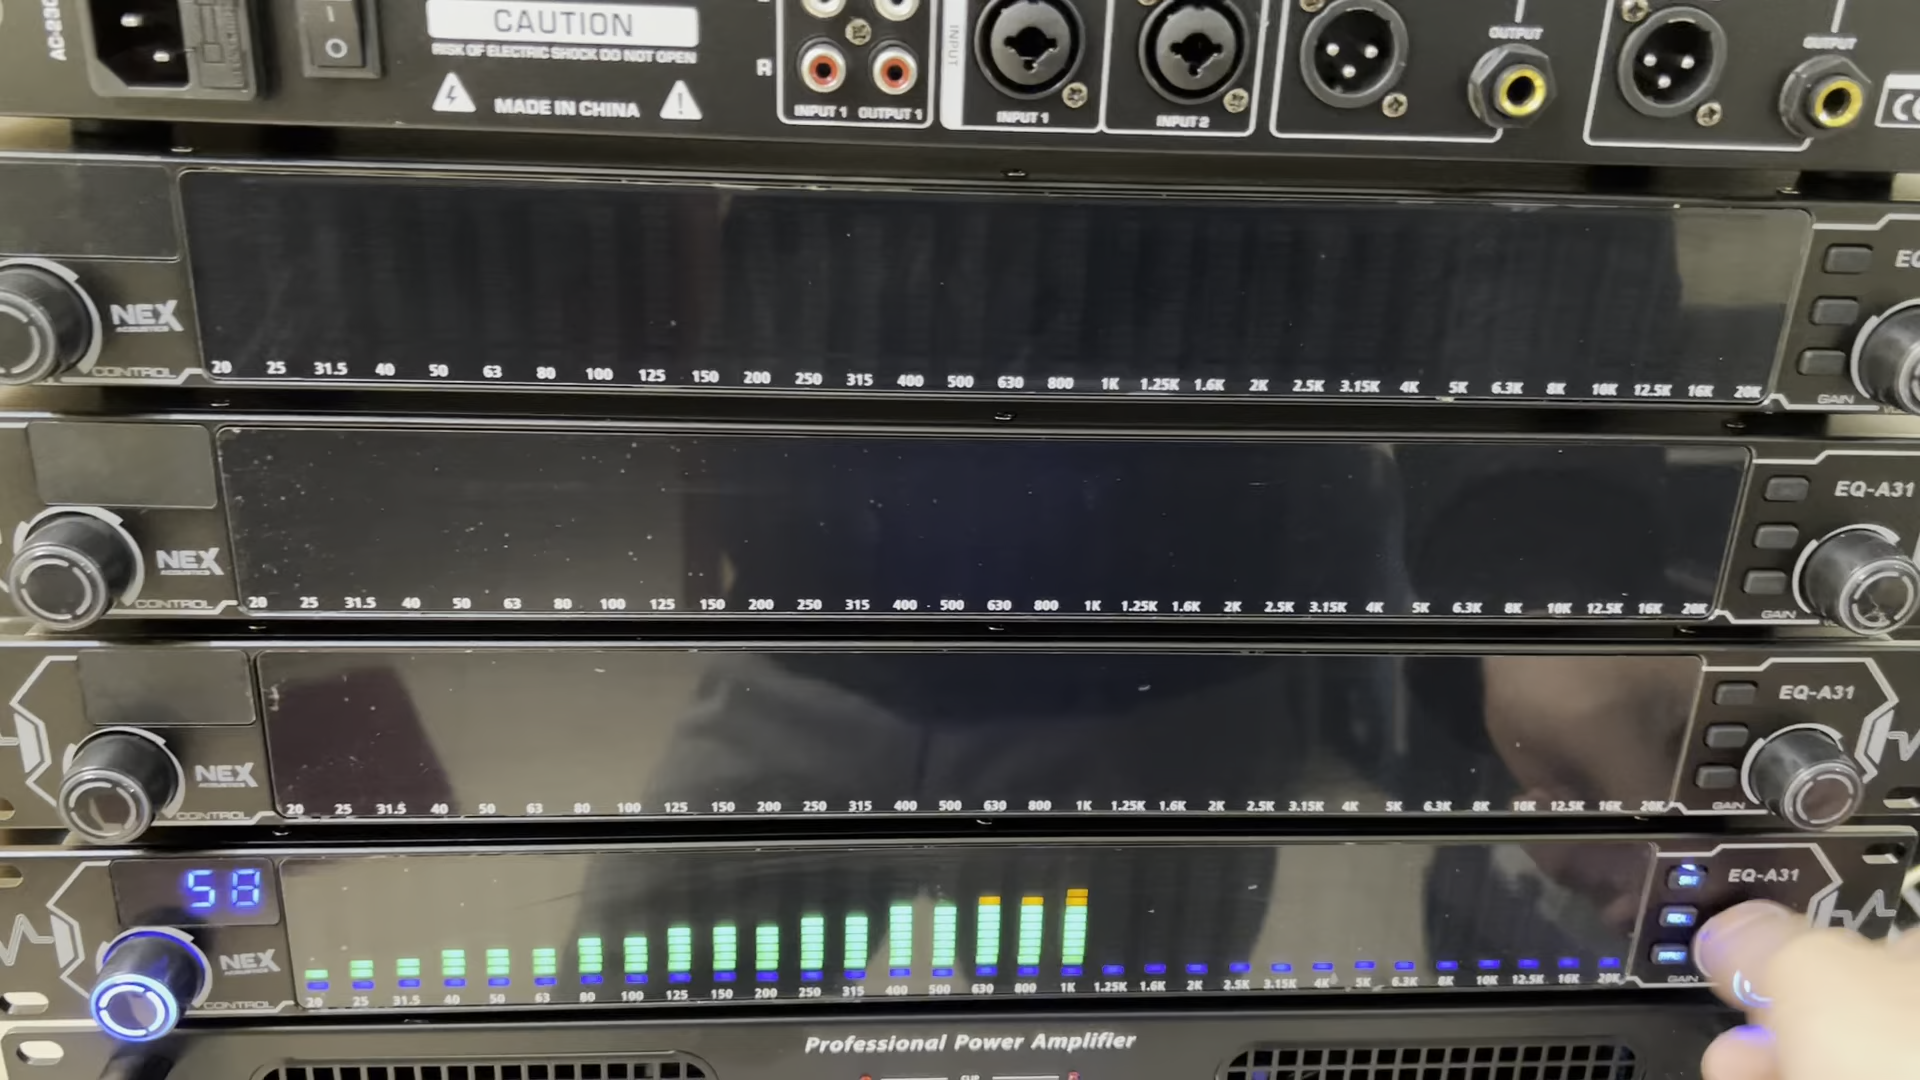 AC-230
CAUTION
RISK OF ELECTRIC SHOCK DO NOT OPEN
MADE IN CHINA
R
INPUT 1 OUTPUT 1
INPUT
INPUT 1
INPUT 2
OUTPUT
OUTPUT
NEX
ACOUSTICS
CONTROL
20 25 31.5 40 50 63 80 100 125 150 200 250 315 400 500 630 800 1K 1.25K 1.6K 2K 2.5K 3.15K 4K 5K 6.3K 8K 10K 12.5K 16K 20K
EQ
GAIN
NEX
ACOUSTICS
CONTROL
20 25 31.5 40 50 63 80 100 125 150 200 250 315 400 500 630 800 1K 1.25K 1.6K 2K 2.5K 3.15K 4K 5K 6.3K 8K 10K 12.5K 16K 20K
EQ-A31
GAIN
NEX
ACOUSTICS
CONTROL
20 25 31.5 40 50 63 80 100 125 150 200 250 315 400 500 630 800 1K 1.25K 1.6K 2K 2.5K 3.15K 4K 5K 6.3K 8K 10K 12.5K 16K 20K
EQ-A31
GAIN
58
NEX
ACOUSTICS
CONTROL
20 25 31.5 40 50 63 80 100 125 150 200 250 315 400 500 630 800 1K 1.25K 1.6K 2K 2.5K 3.15K 4K 5K 6.3K 8K 10K 12.5K 16K 20K
RECALL
INPUT
EQ-A31
GAIN
Professional Power Amplifier
CLIP